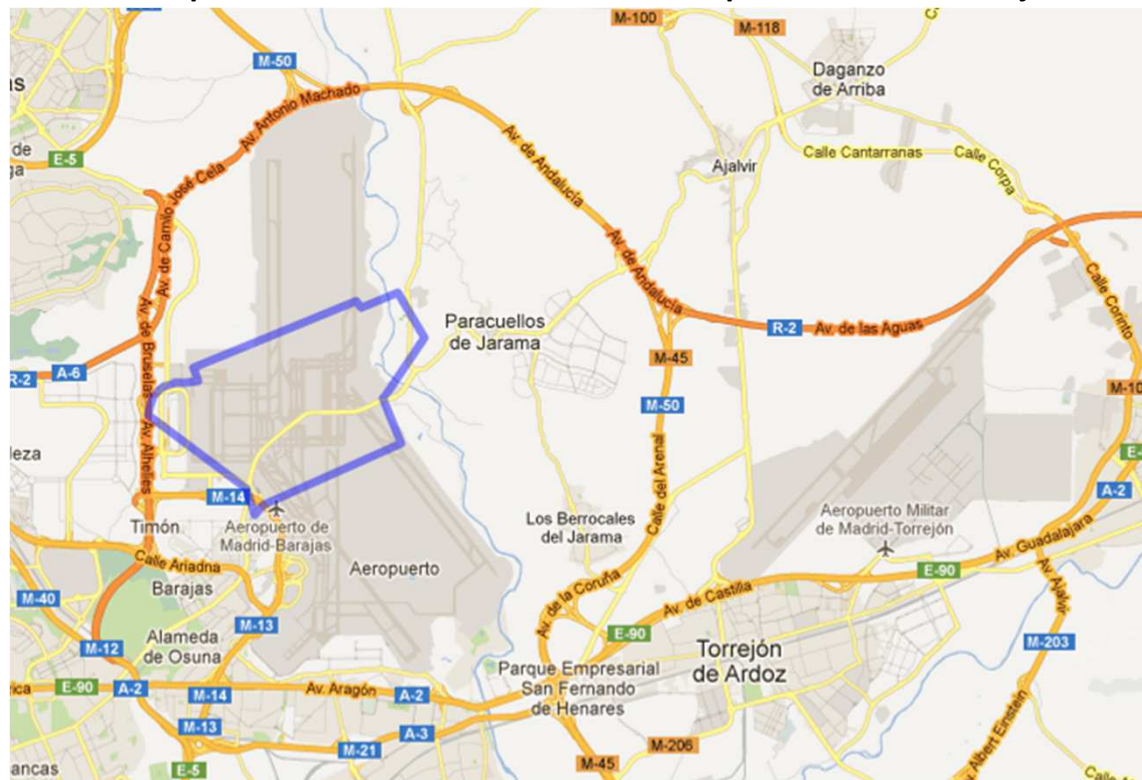 M-100
M-118
M-50
Daganzo
de Arriba
Av. Antonio Machado
E-5
Av. de Camilo José Cela
Av. de Andalucía
Ajalvir
Calle Cantarranas
Calle Corpa
Av. de Andalucía
Calle Corinto
Av. de Bruselas
Paracuellos
de Jarama
R-2
Av. de las Aguas
R-2
A-6
M-45
M-50
M-10
Av. Alhelíes
Calle del Arenal
A-2
M-14
Timón
Aeropuerto de
Madrid-Barajas
Los Berrocales
del Jarama
Aeropuerto Militar
de Madrid-Torrejón
Av. Guadalajara
Calle Ariadna
Barajas
Aeropuerto
Av. de la Coruña
Av. de Castilla
E-90
Av. Ajalvir
M-40
M-13
E-90
M-203
Alameda
de Osuna
M-12
Torrejón
de Ardoz
Parque Empresarial
San Fernando
de Henares
E-90
A-2
M-14
Av. Aragón
A-2
M-13
A-3
M-21
M-206
Av. Albert Einstein
E-5
M-45